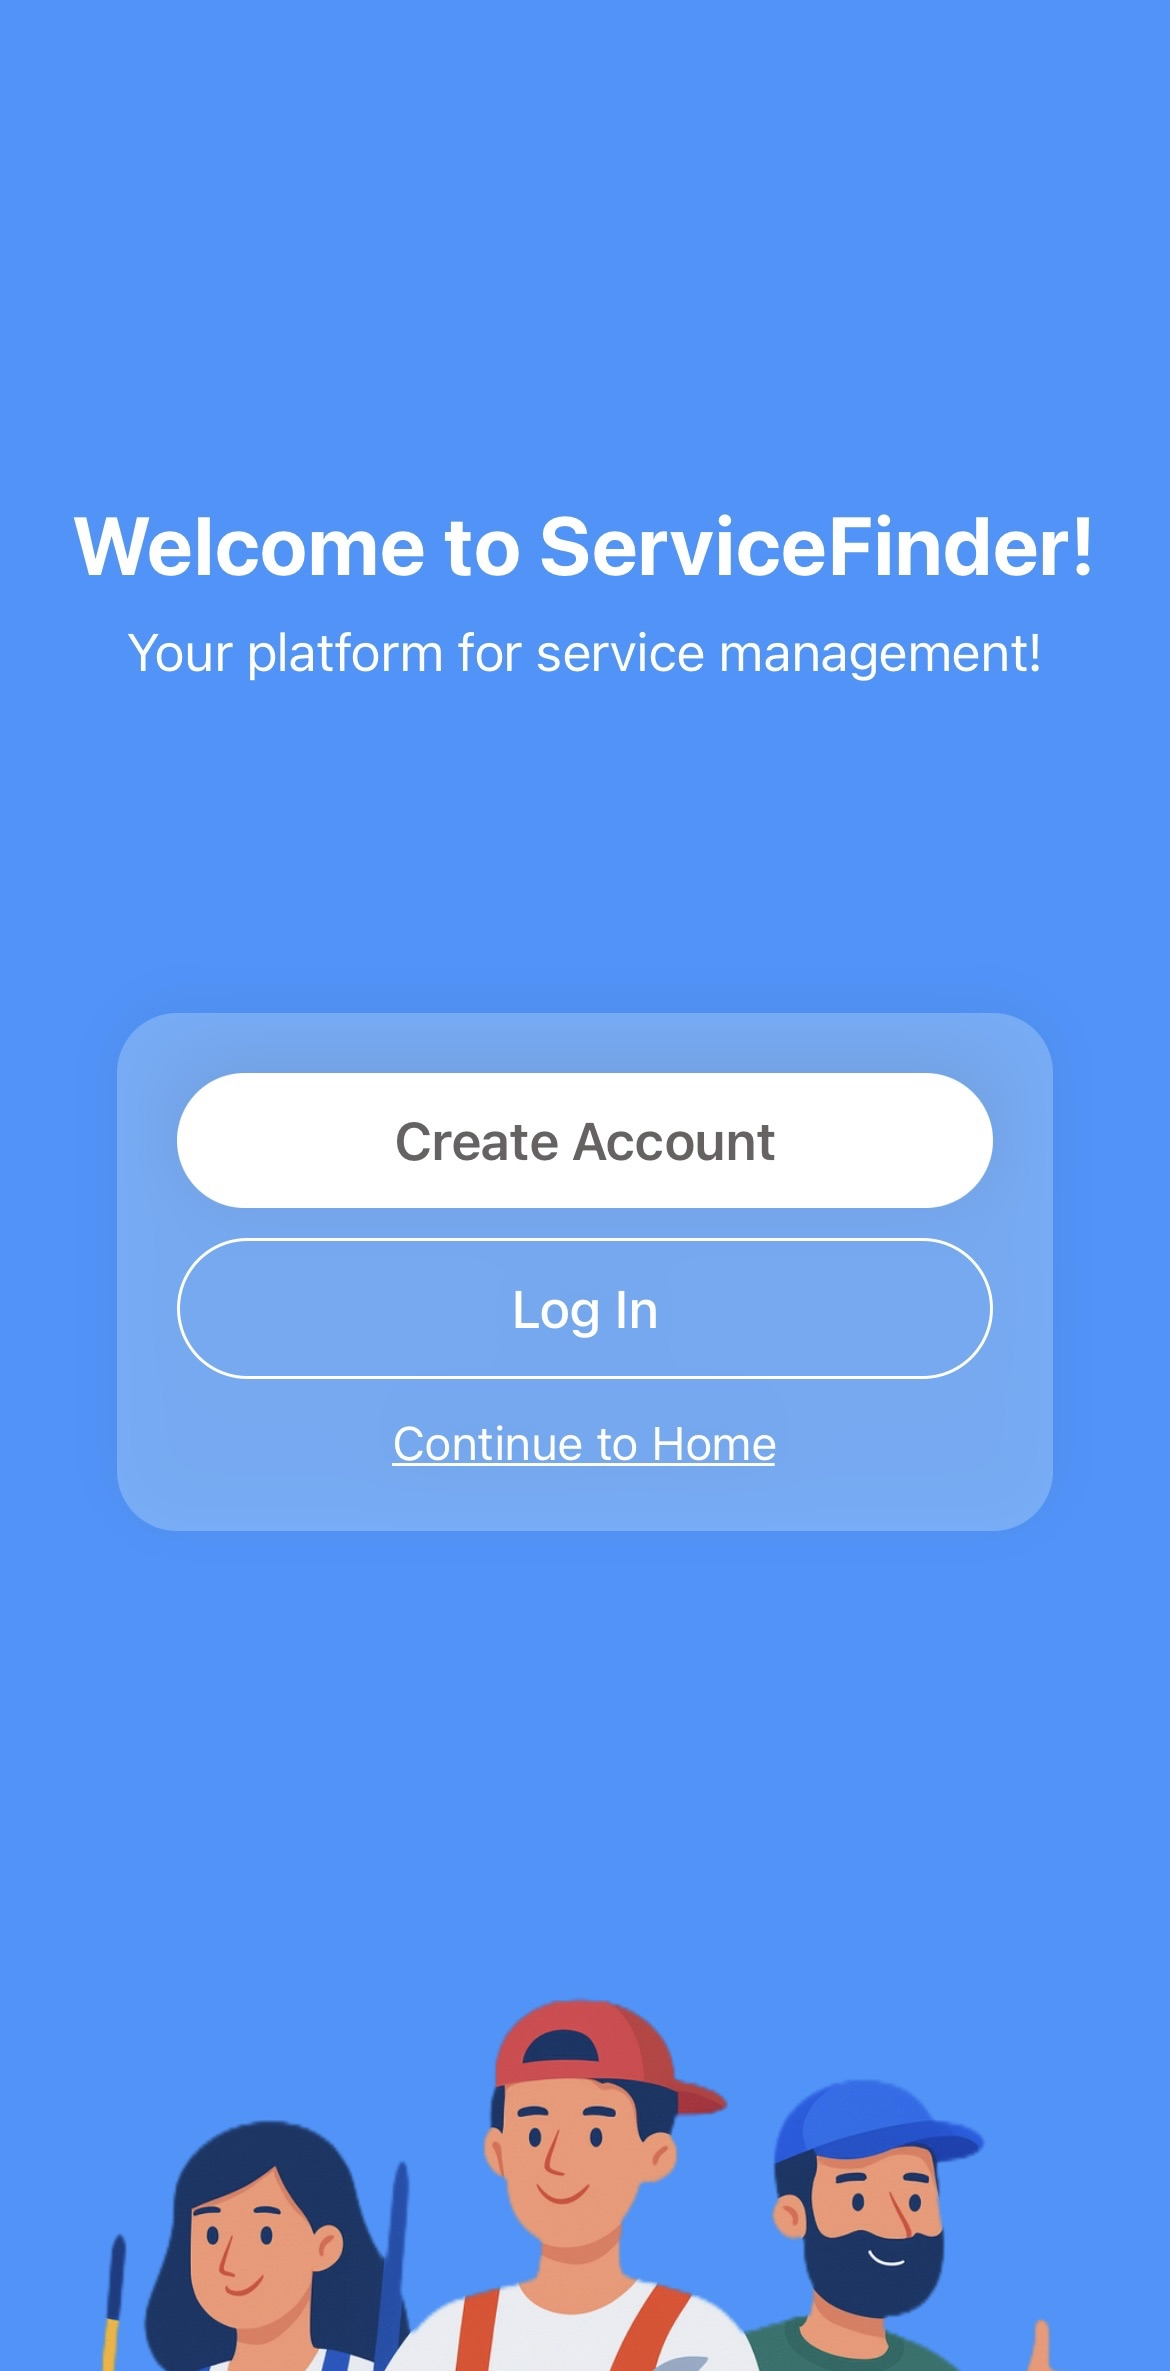 Welcome to ServiceFinder!
Your platform for service management!
Create Account
Log In
Continue to Home